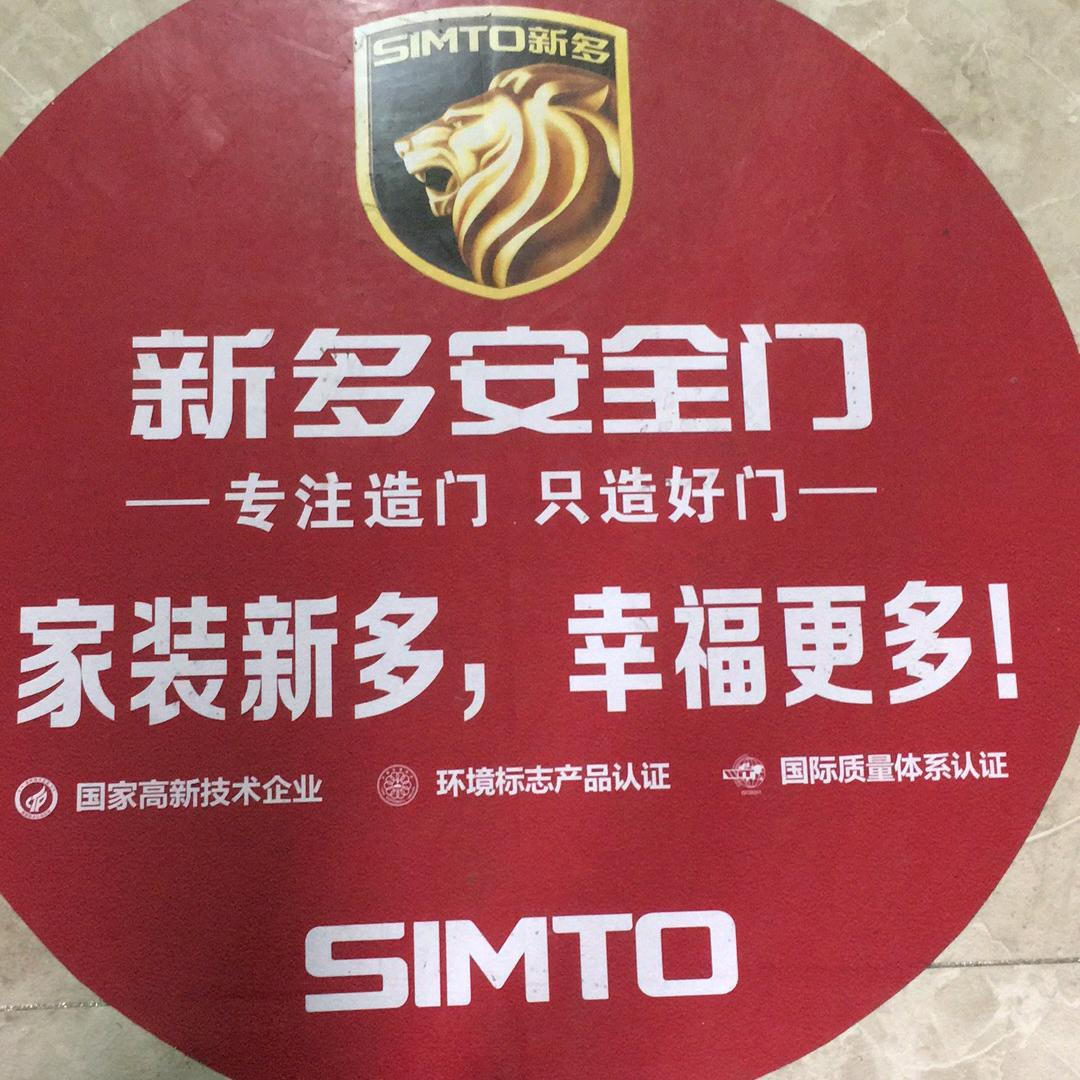 SIMTO新多
新多安全门
专注造门 只造好门
家装新多，幸福更多！
国家高新技术企业 环境标志产品认证 国际质量体系认证
SIMTO